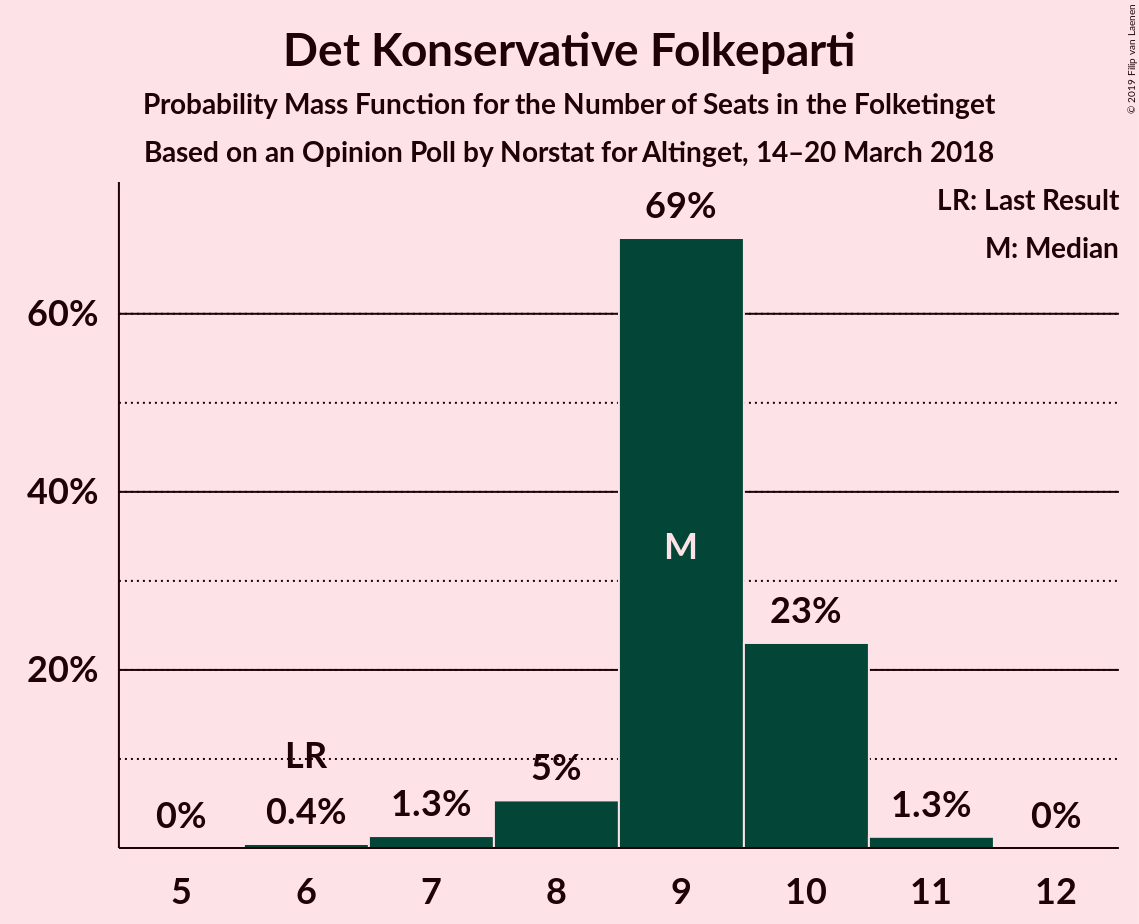 Det Konservative Folkeparti
Probability Mass Function for the Number of Seats in the Folketinget
Based on an Opinion Poll by Norstat for Altinget, 14–20 March 2018
© 2019 Filip van Laenen
LR: Last Result
M: Median
69%
60%
40%
M
23%
20%
LR
5%
0%
0.4%
1.3%
1.3%
0%
5 6 7 8 9 10 11 12